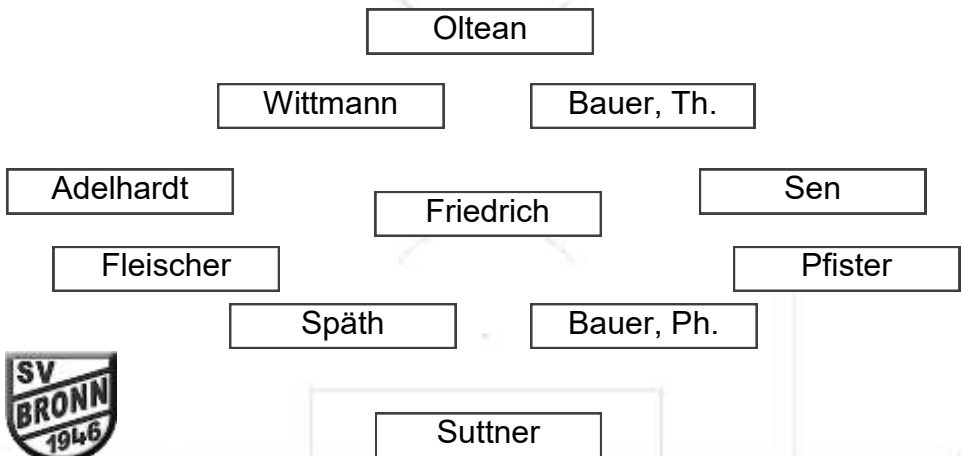 Oltean
Wittmann
Bauer, Th.
Adelhardt
Sen
Friedrich
Fleischer
Pfister
Späth
Bauer, Ph.
SV
BRONN
1946
Suttner